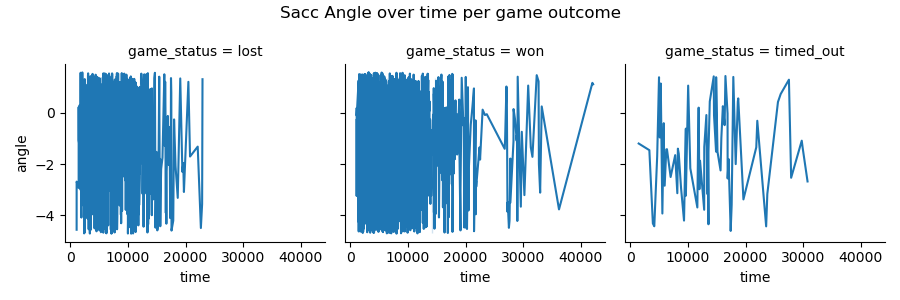 Sacc Angle over time per game outcome
game_status = lost
game_status = won
game_status = timed_out
angle
0
−2
−4
0 10000 20000 30000 40000
0 10000 20000 30000 40000
0 10000 20000 30000 40000
time
time
time